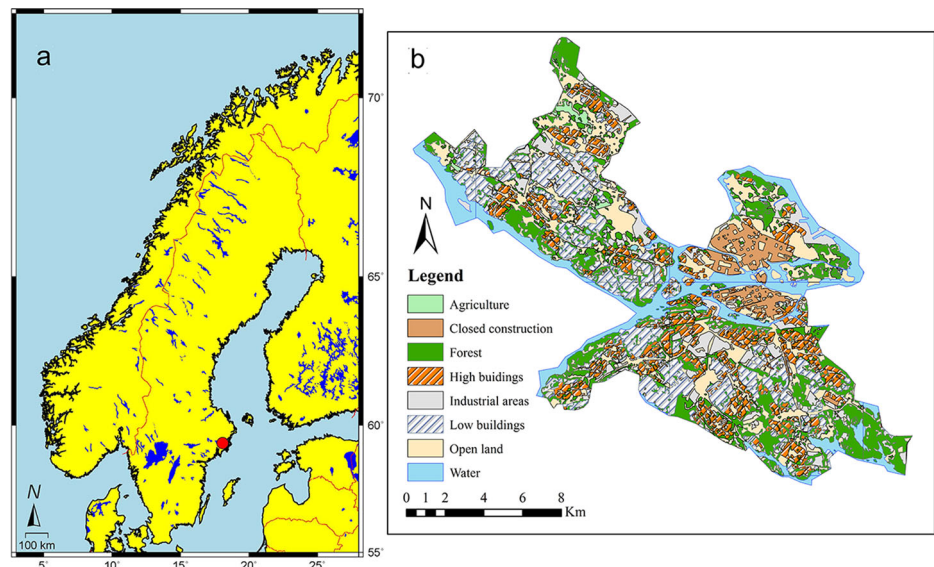 a
70°
65°
60°
55°
N
100 km
5°
10°
15°
20°
25°
b
N
Legend
Agriculture
Closed construction
Forest
High buidings
Industrial areas
Low buildings
Open land
Water
0 1 2 4 6 8
Km